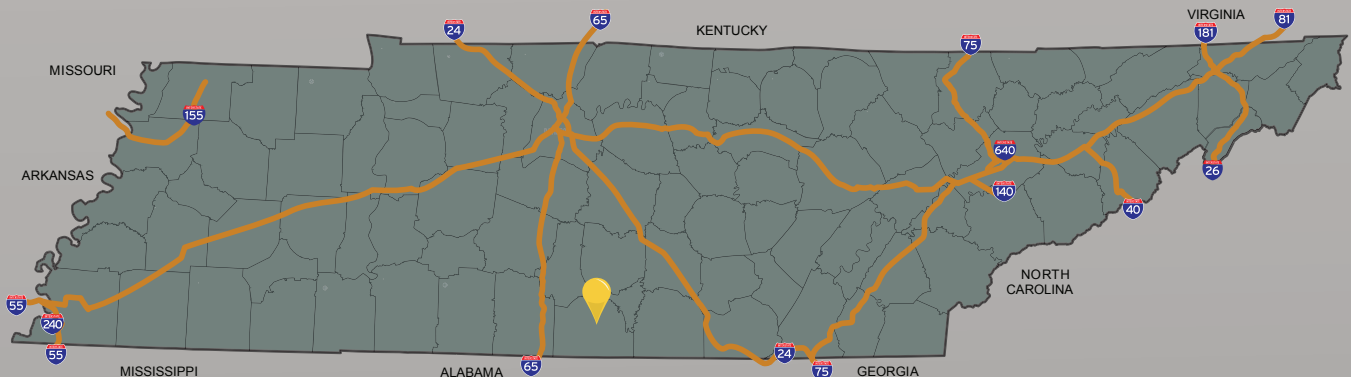 VIRGINIA
81
65
24
KENTUCKY
181
75
MISSOURI
155
640
ARKANSAS
26
140
40
NORTH
CAROLINA
55
240
55
65
24
75
MISSISSIPPI
ALABAMA
GEORGIA